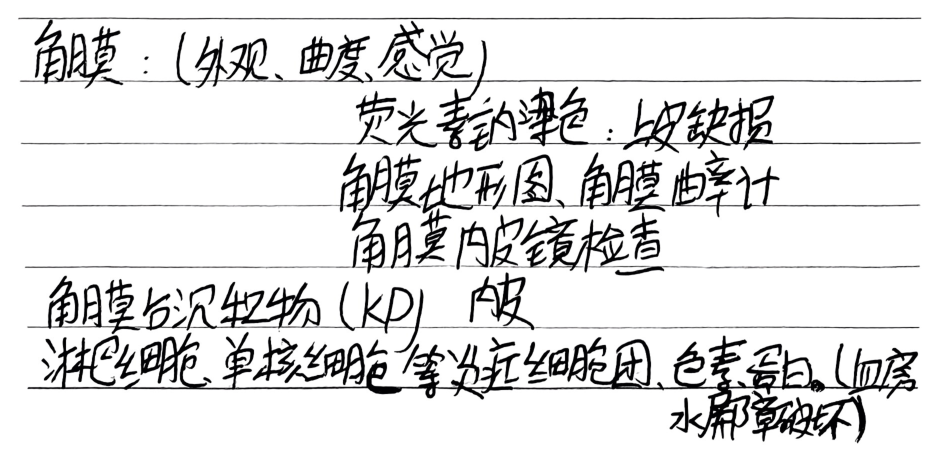 角膜：(外观、曲度、感觉)
荧光素钠染色：上皮缺损
角膜地形图、角膜曲率计
角膜内皮镜检查
角膜后沉牧物(KP) 内皮
淋巴细胞、单核细胞等炎症细胞团、色素、蛋白。(血房
水屏障破坏)